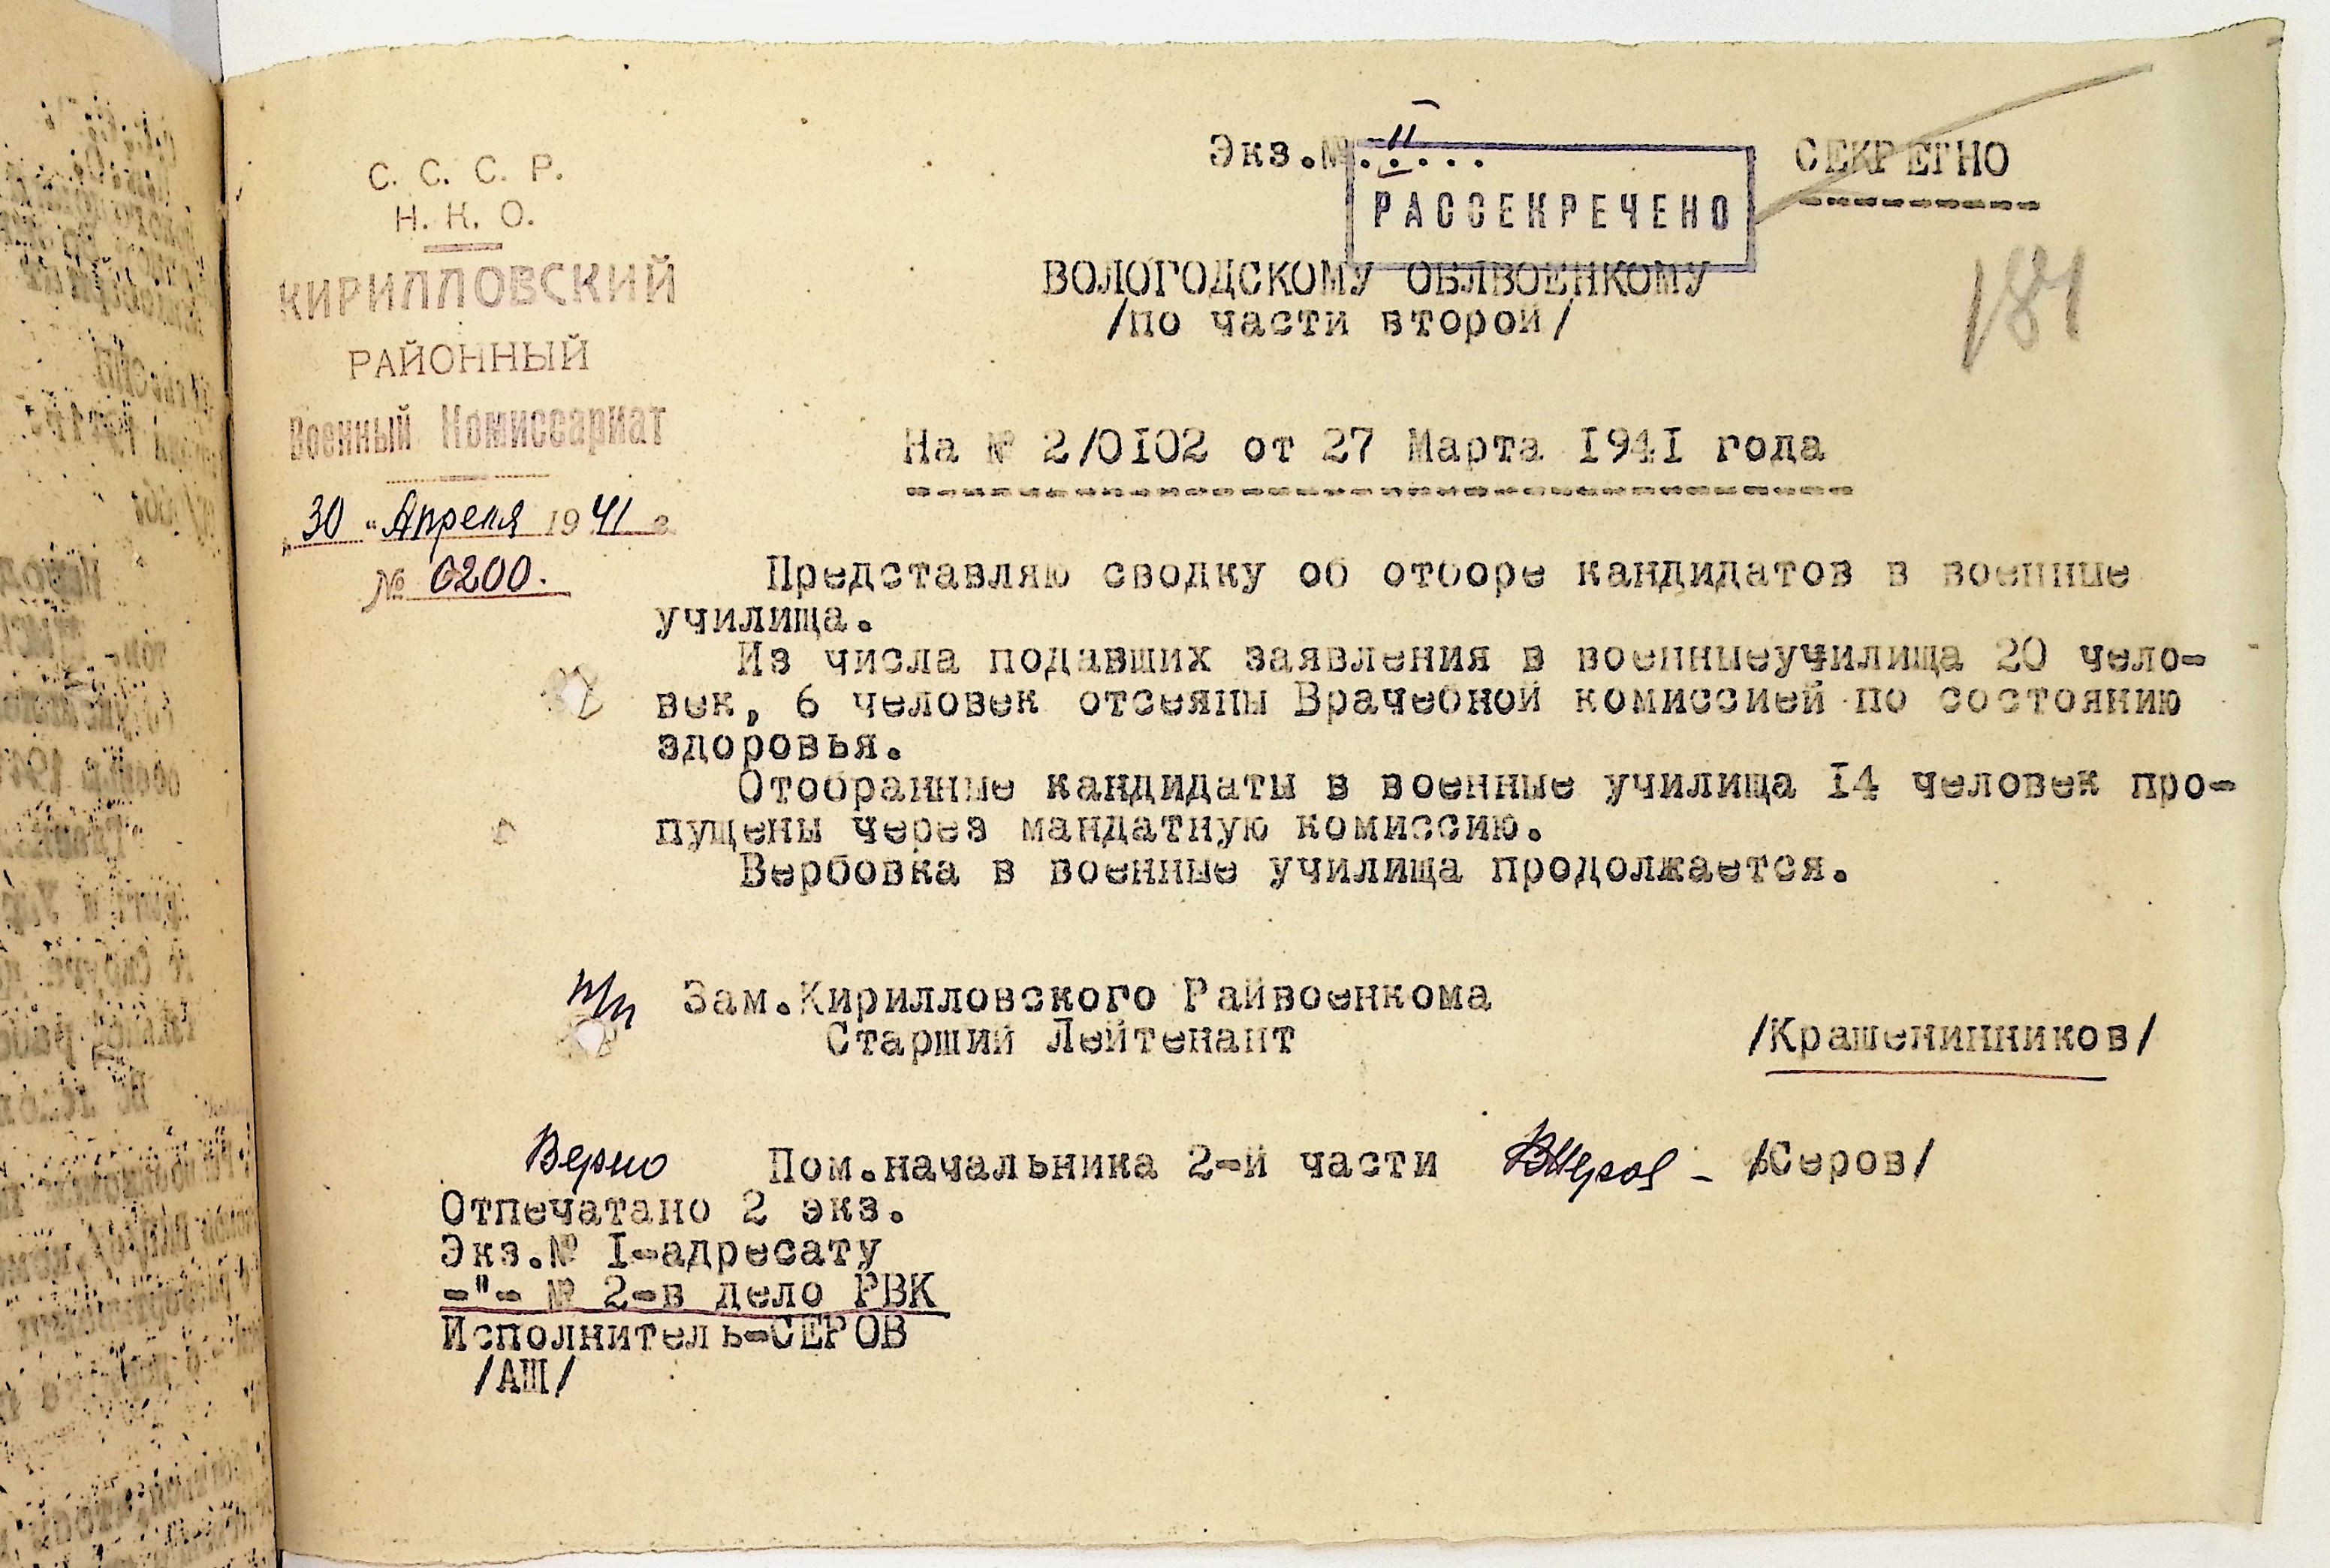 С. С. С. Р.
Н. К. О.
КИРИЛЛОВСКИЙ
РАЙОННЫЙ
Военный Комиссариат
30 " Апреля 1941 г.
№ 0200.
Экз.№ II
СЕКРЕТНО
РАССЕКРЕЧЕНО
ВОЛОГОДСКОМУ ОБЛВОЕНКОМУ
/по части второй/
181
На № 2/0102 от 27 Марта 1941 года
Представляю сводку об отборе кандидатов в военные
училища.
Из числа подавших заявления в военныеучилища 20 чело-
век, 6 человек отсеяны Врачебной комиссией по состоянию
здоровья.
Отобранные кандидаты в военные училища 14 человек про-
пущены через мандатную комиссию.
Вербовка в военные училища продолжается.
п/п Зам.Кирилловского Райвоенкома
Старший Лейтенант /Крашенинников/
Верно Пом.начальника 2-й части /Серов/
Отпечатано 2 экз.
Экз.№ 1-адресату
-"- № 2-в дело РВК
Исполнитель-СЕРОВ
/АШ/